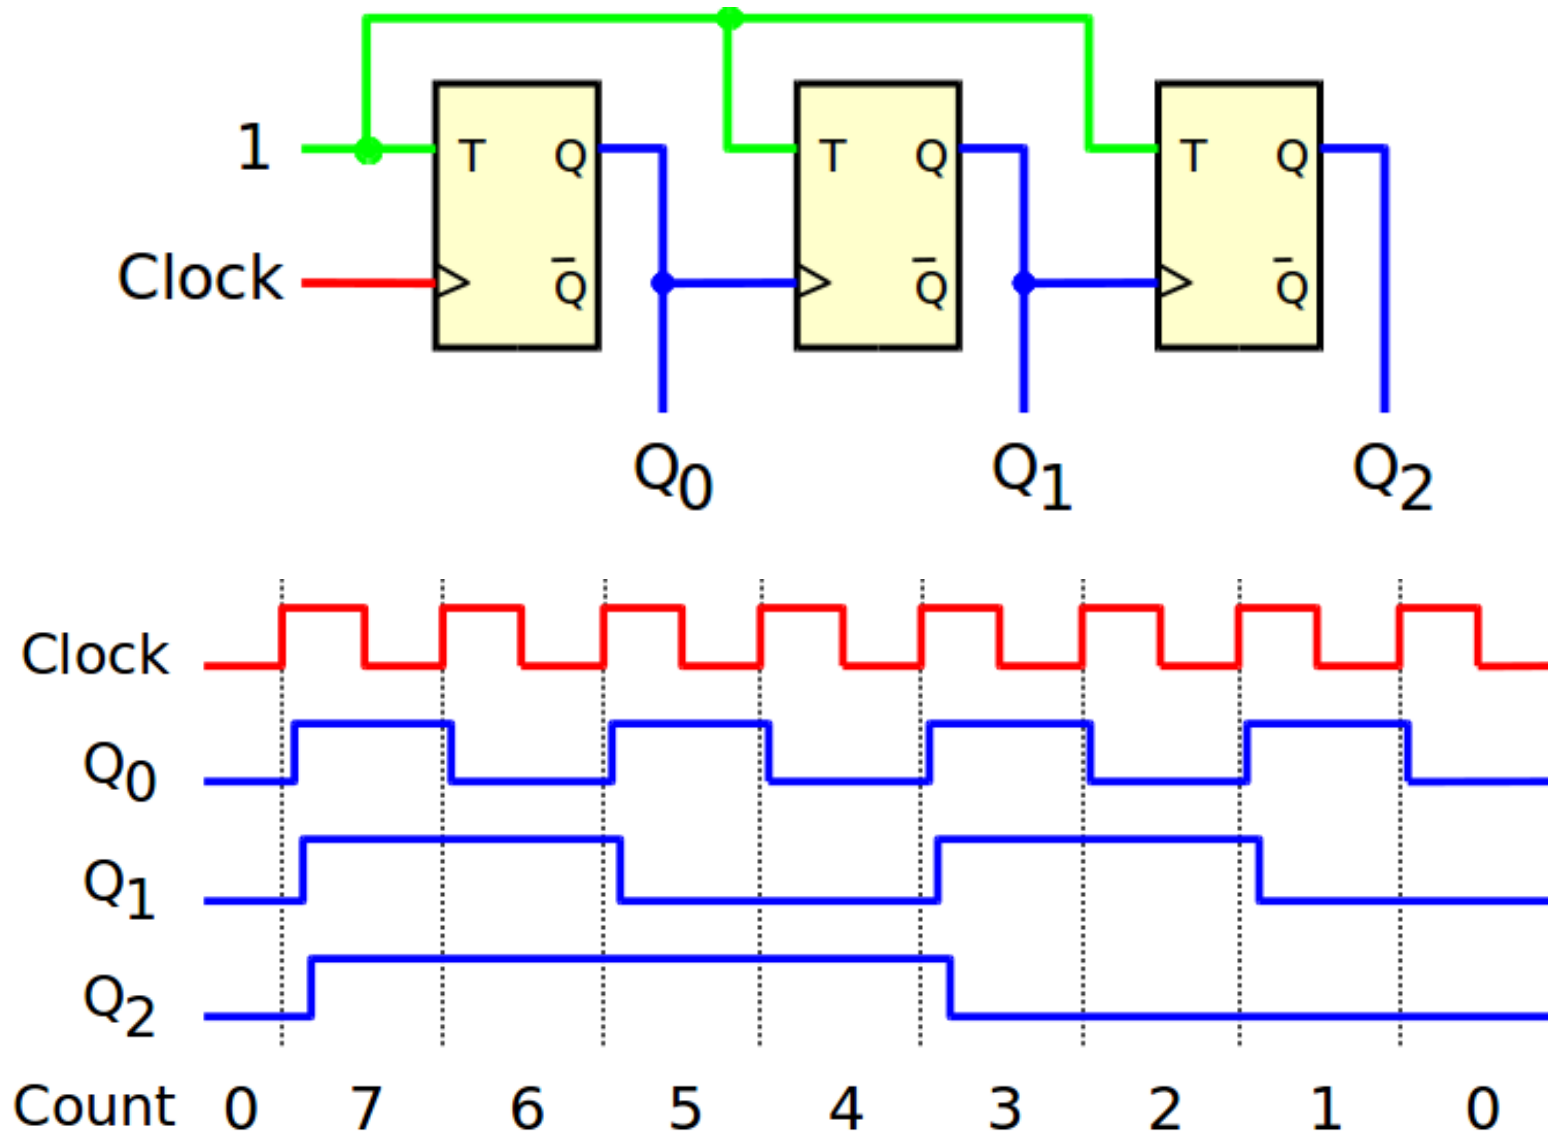 1 T Q T Q T Q
Clock Q̅ Q̅ Q̅
Q0 Q1 Q2
Clock
Q0
Q1
Q2
Count 0 7 6 5 4 3 2 1 0